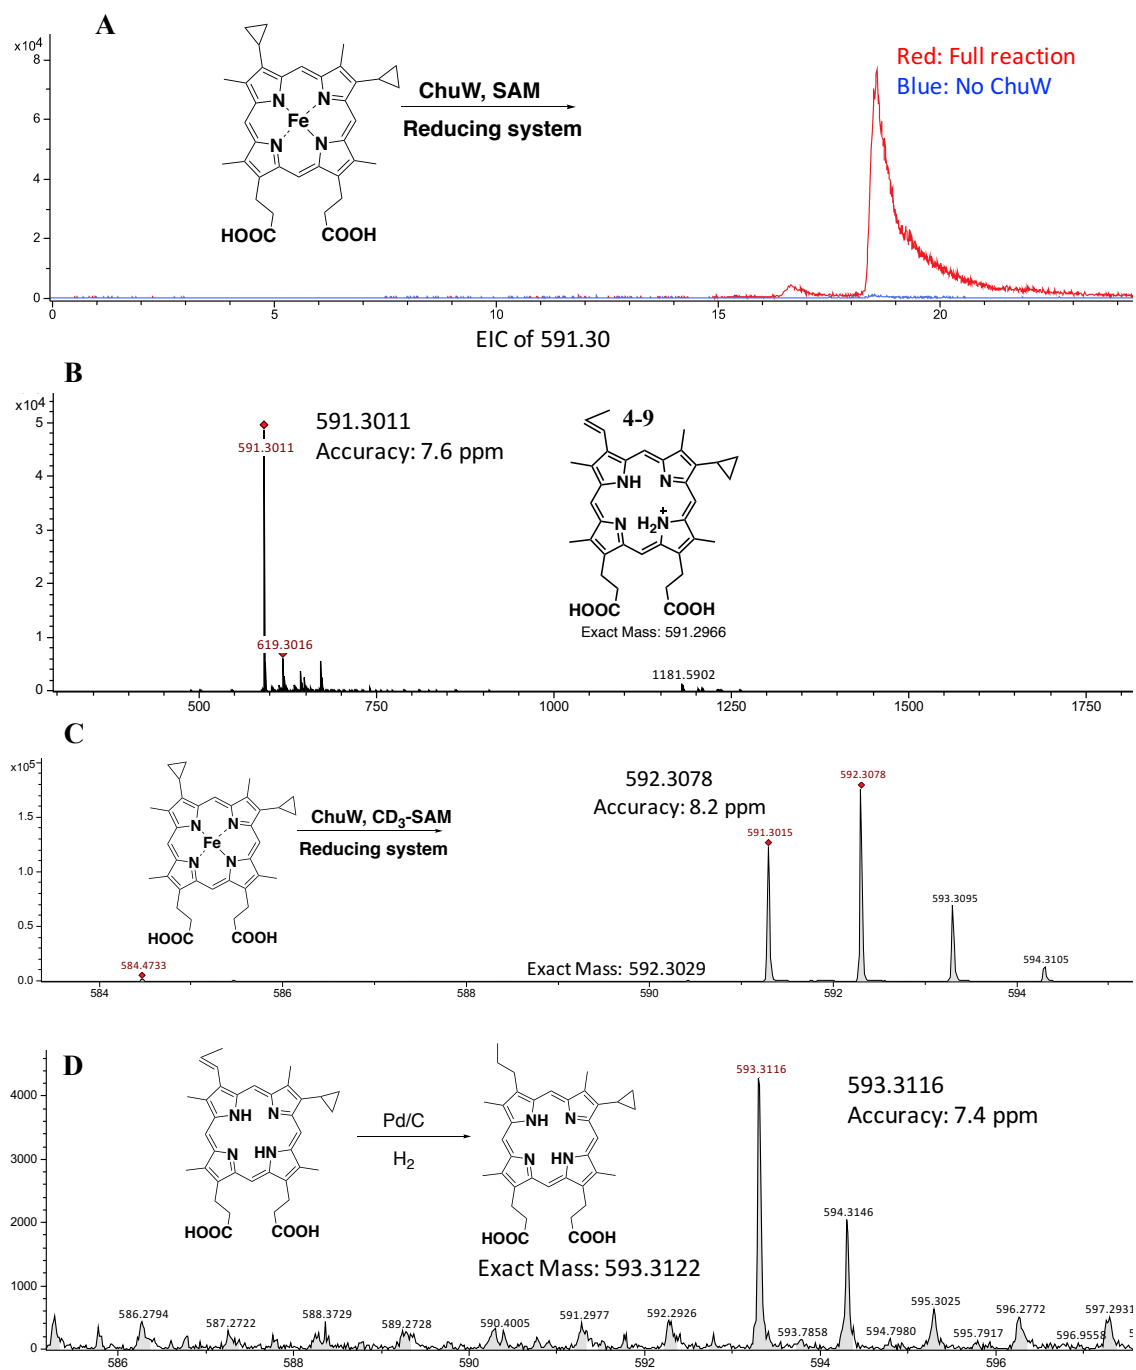 A
x10⁴
8
6
4
2
0
0
5
10
15
20
EIC of 591.30
Fe
N
N
N
N
HOOC
COOH
ChuW, SAM
Reducing system
Red: Full reaction
Blue: No ChuW
B
x10⁴
5
4
3
2
1
0
591.3011
591.3011
Accuracy: 7.6 ppm
619.3016
1181.5902
500
750
1000
1250
1500
1750
4-9
NH
N
N
H₂N
+
HOOC
COOH
Exact Mass: 591.2966
C
x10⁵
1.5
1.0
0.5
0.0
N
N
Fe
N
N
HOOC
COOH
ChuW, CD₃-SAM
Reducing system
592.3078
Accuracy: 8.2 ppm
592.3078
591.3015
593.3095
594.3105
584.4733
Exact Mass: 592.3029
584
586
588
590
592
594
D
4000
3000
2000
1000
0
NH
N
N
HN
HOOC
COOH
Pd/C
H₂
NH
N
N
HN
HOOC
COOH
Exact Mass: 593.3122
593.3116
593.3116
Accuracy: 7.4 ppm
594.3146
586.2794
587.2722
588.3729
589.2728
590.4005
591.2977
592.2926
593.7858
594.7980
595.3025
595.7917
596.2772
596.9558
597.2931
586
588
590
592
594
596